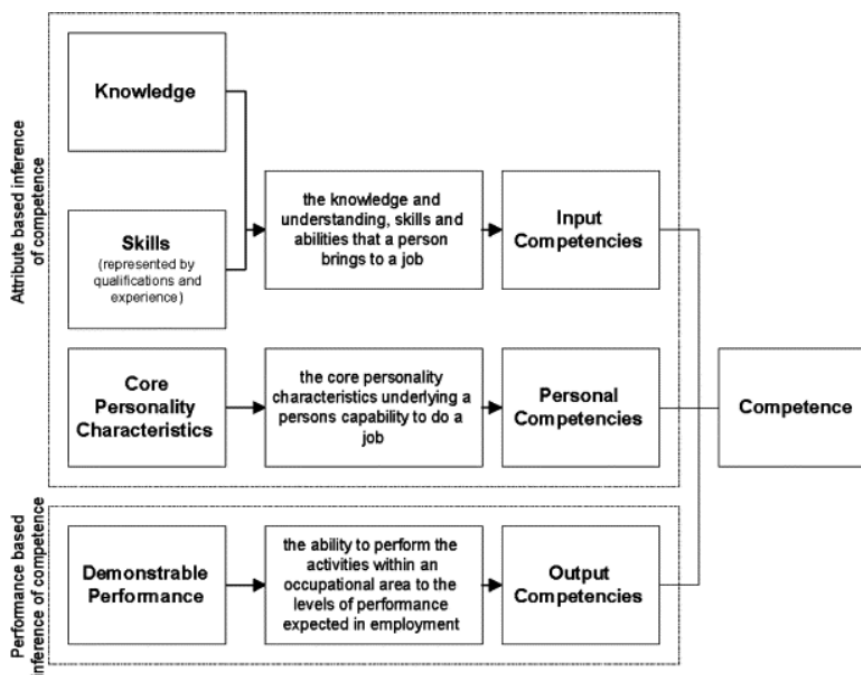 Attribute based inference
of competence
Knowledge
Skills
(represented by
qualifications and
experience)
the knowledge and
understanding, skills and
abilities that a person
brings to a job
Input
Competencies
Core
Personality
Characteristics
the core personality
characteristics underlying a
persons capability to do a
job
Personal
Competencies
Competence
Performance based
inference of competence
Demonstrable
Performance
the ability to perform the
activities within an
occupational area to the
levels of performance
expected in employment
Output
Competencies